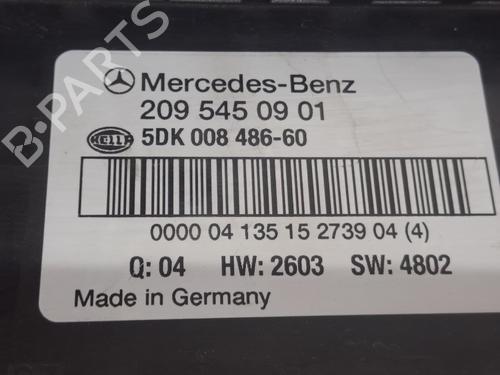 Mercedes-Benz
209 545 09 01
HELLA 5DK 008 486-60
0000 04 135 15 2739 04 (4)
Q: 04 HW: 2603 SW: 4802
Made in Germany
B-PARTS